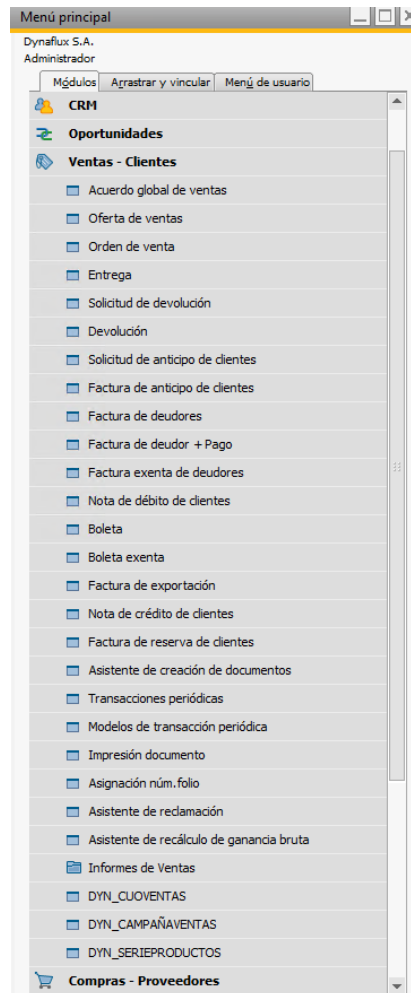 Menú principal
Dynaflux S.A.
Administrador
Módulos Arrastrar y vincular Menú de usuario
CRM
Oportunidades
Ventas - Clientes
Acuerdo global de ventas
Oferta de ventas
Orden de venta
Entrega
Solicitud de devolución
Devolución
Solicitud de anticipo de clientes
Factura de anticipo de clientes
Factura de deudores
Factura de deudor +Pago
Factura exenta de deudores
Nota de débito de clientes
Boleta
Boleta exenta
Factura de exportación
Nota de crédito de clientes
Factura de reserva de clientes
Asistente de creación de documentos
Transacciones periódicas
Modelos de transacción periódica
Impresión documento
Asignación núm.folio
Asistente de reclamación
Asistente de recálculo de ganancia bruta
Informes de Ventas
DYN_CUOVENTAS
DYN_CAMPAÑAVENTAS
DYN_SERIEPRODUCTOS
Compras - Proveedores